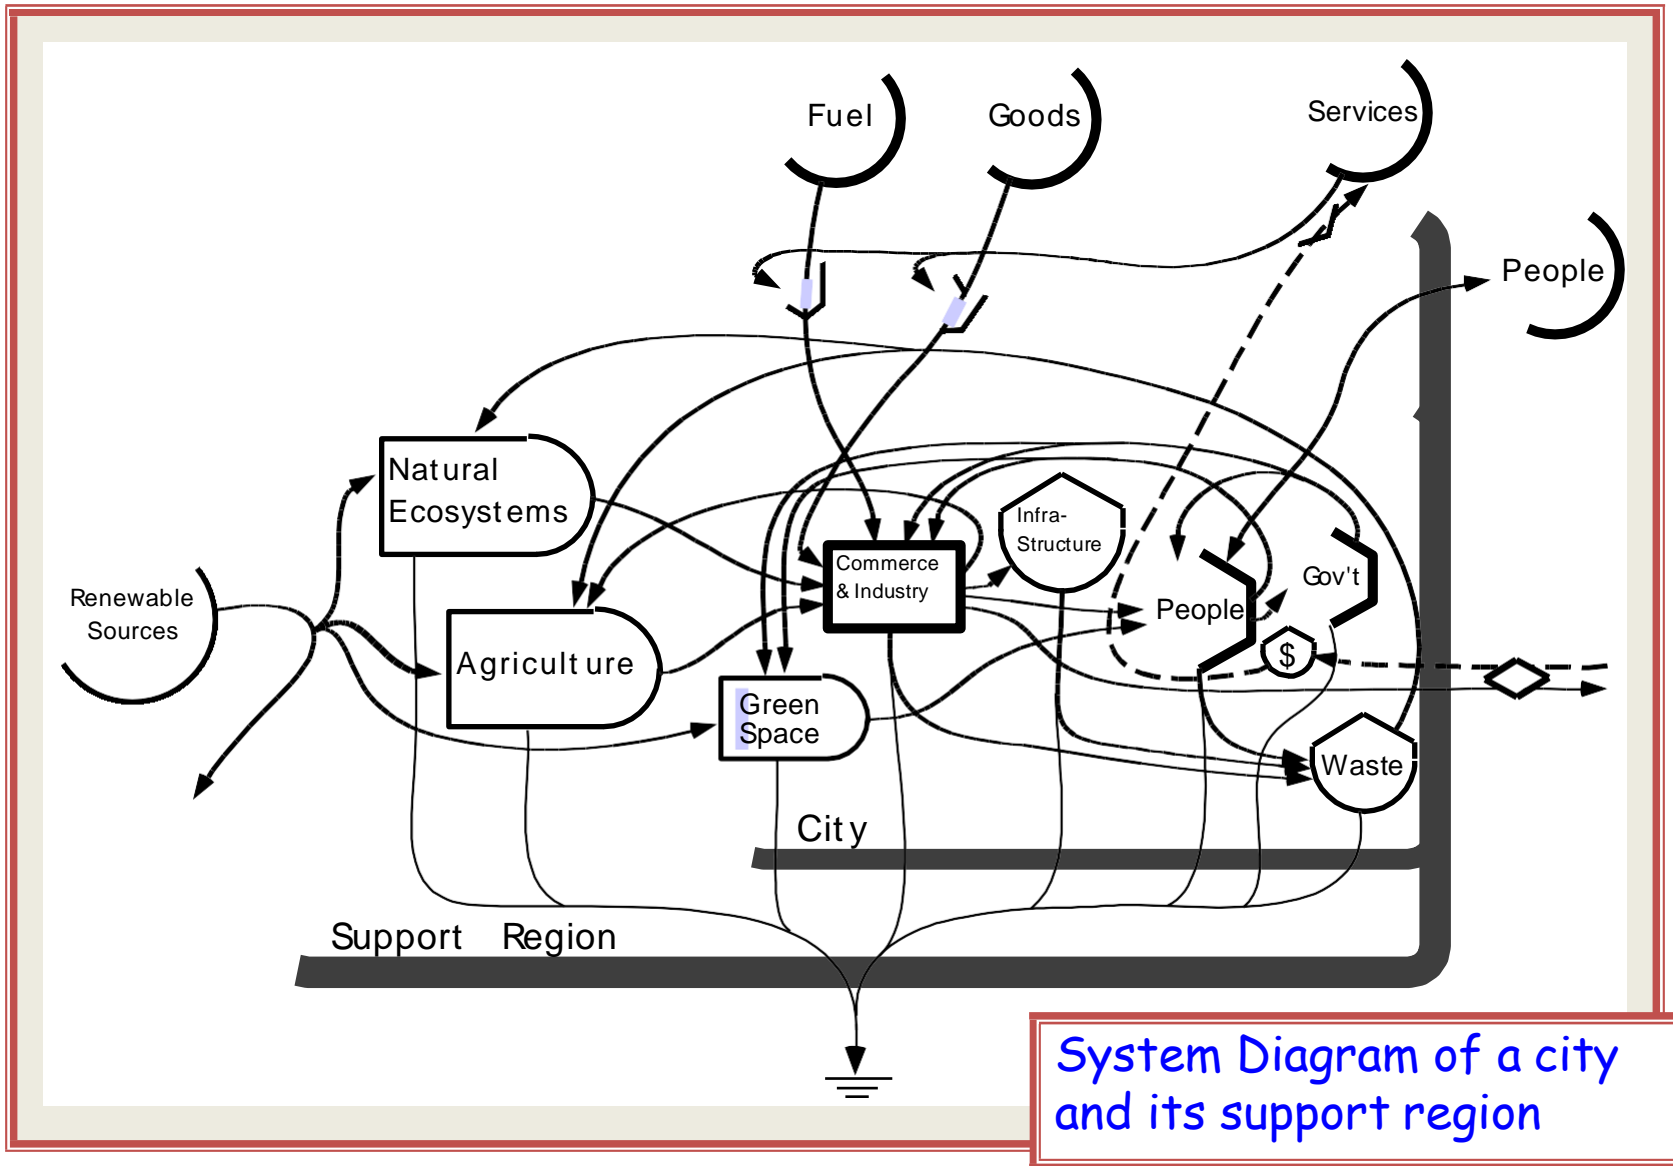 Fuel
Goods
Services
People
Natural
Ecosystems
Infra-
Structure
Commerce
& Industry
Gov't
Renewable
Sources
People
Agriculture
$
Green
Space
Waste
City
Support Region
System Diagram of a city
and its support region